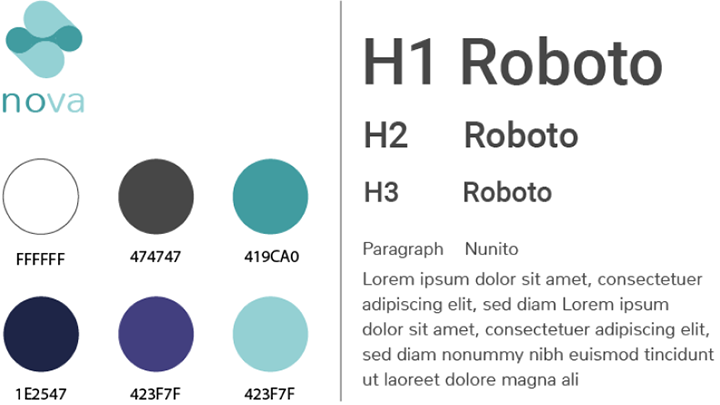 nova
FFFFFF 474747 419CA0
1E2547 423F7F 423F7F
H1 Roboto
H2 Roboto
H3 Roboto
Paragraph Nunito
Lorem ipsum dolor sit amet, consectetuer
adipiscing elit, sed diam Lorem ipsum
dolor sit amet, consectetuer adipiscing elit,
sed diam nonummy nibh euismod tincidunt
ut laoreet dolore magna ali